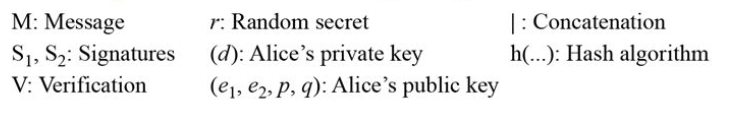 M: Message r: Random secret | : Concatenation
S₁, S₂: Signatures (d): Alice's private key h(...): Hash algorithm
V: Verification (e₁, e₂, p, q): Alice's public key